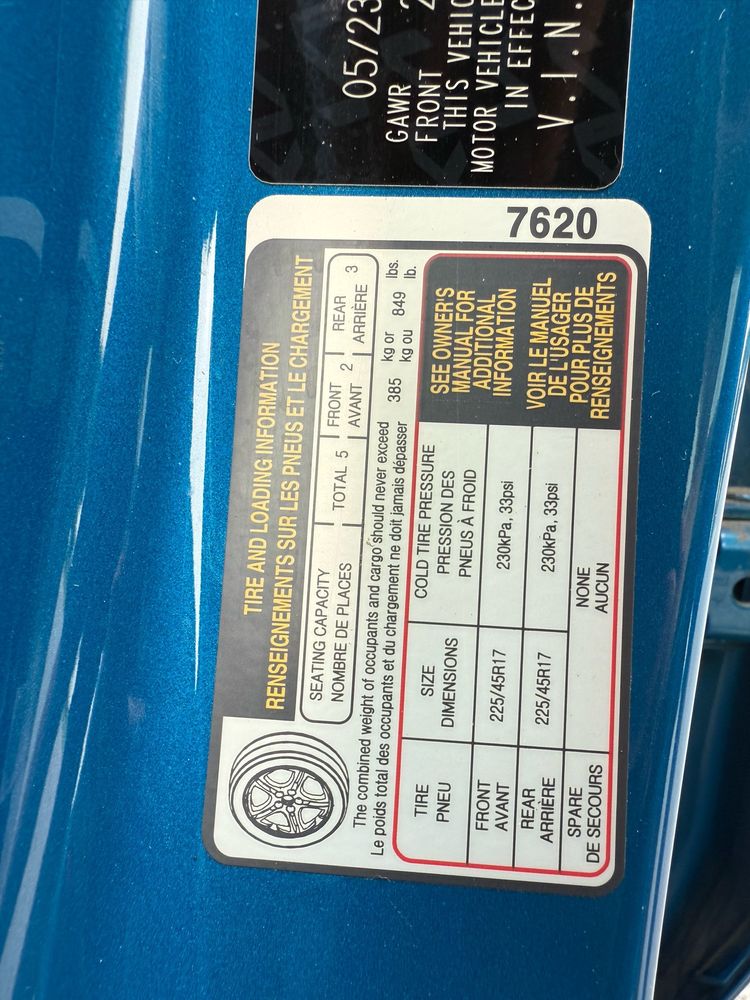 05/23
GAWR
FRONT 2
THIS VEHIC
MOTOR VEHICLE
IN EFFEC
V.I.N.
7620
TIRE AND LOADING INFORMATION
RENSEIGNEMENTS SUR LES PNEUS ET LE CHARGEMENT
SEATING CAPACITY
NOMBRE DE PLACES
TOTAL 5
FRONT
AVANT
2
REAR
ARRIÈRE
3
The combined weight of occupants and cargo should never exceed 385 kg or 849 lbs.
Le poids total des occupants et du chargement ne doit jamais dépasser kg ou lb.
TIRE
PNEU
SIZE
DIMENSIONS
COLD TIRE PRESSURE
PRESSION DES
PNEUS À FROID
FRONT
AVANT
225/45R17
230kPa, 33psi
REAR
ARRIÈRE
225/45R17
230kPa, 33psi
SPARE
DE SECOURS
NONE
AUCUN
SEE OWNER'S
MANUAL FOR
ADDITIONAL
INFORMATION
VOIR LE MANUEL
DE L'USAGER
POUR PLUS DE
RENSEIGNEMENTS